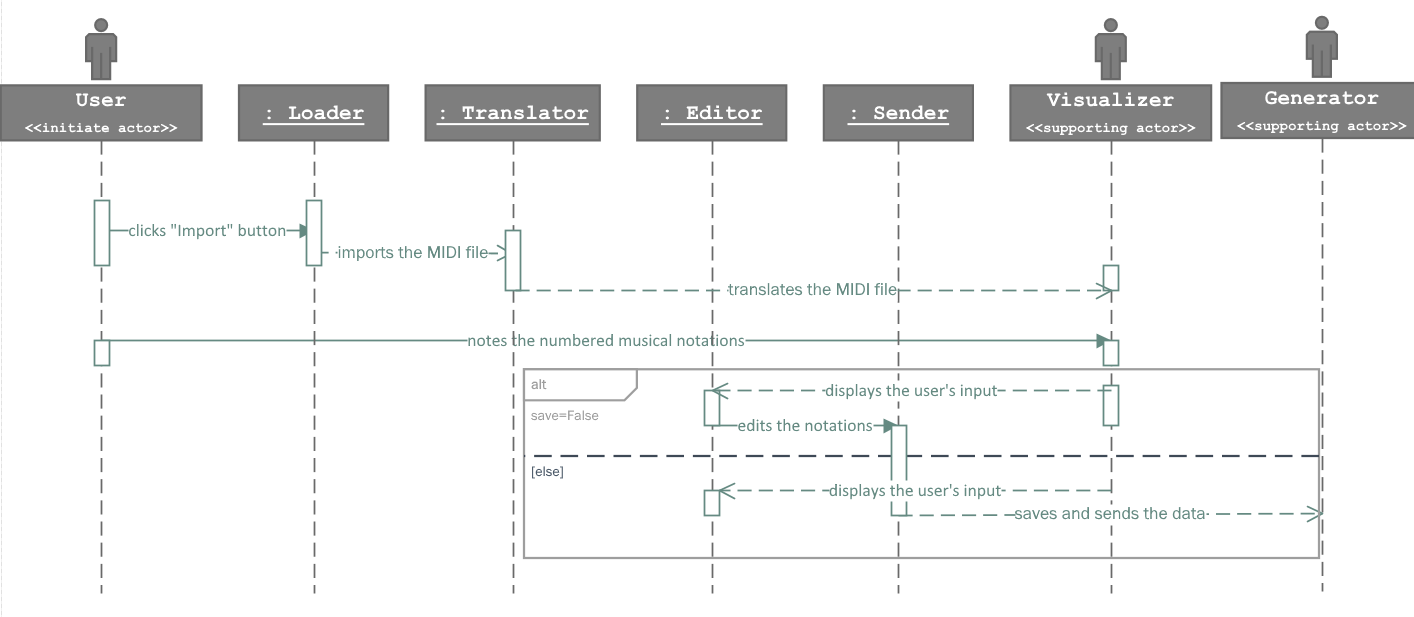 User
<<initiate actor>>
: Loader
: Translator
: Editor
: Sender
Visualizer
<<supporting actor>>
Generator
<<supporting actor>>
clicks "Import" button
imports the MIDI file
translates the MIDI file
notes the numbered musical notations
alt
displays the user's input
save=False
edits the notations
[else]
displays the user's input
saves and sends the data